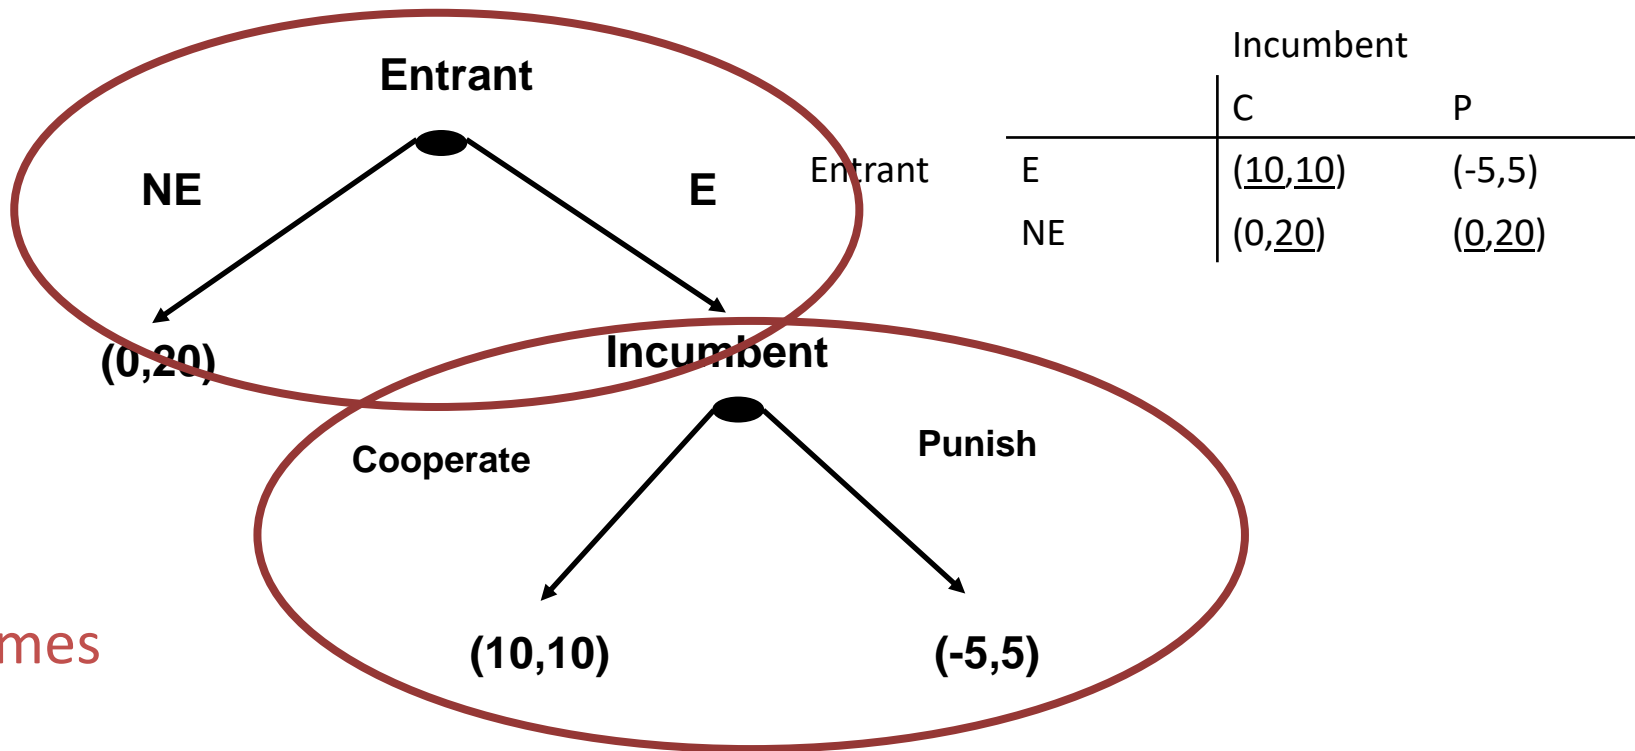 Entrant
NE
E
(0,20)
Incumbent
Cooperate
Punish
(10,10)
(-5,5)
mes
Incumbent
C P
Entrant E (10,10) (-5,5)
NE (0,20) (0,20)